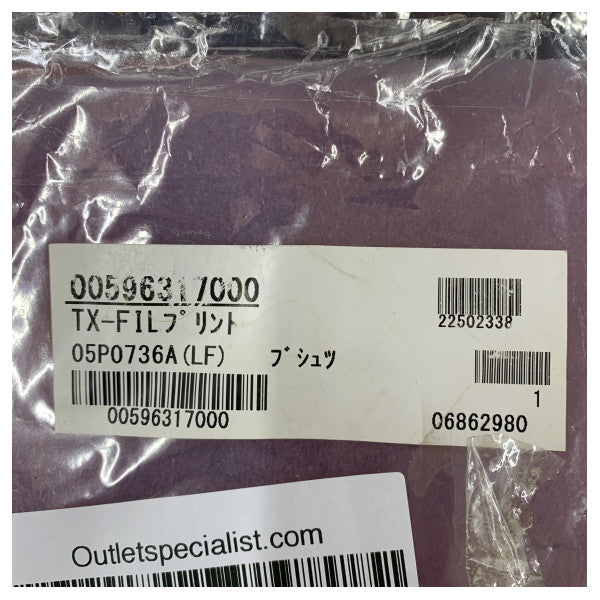 00596317000
TX-FILﾌﾟﾘﾝﾄ
05P0736A(LF) ﾌﾞｼｭﾂ
00596317000
22502338
1
06862980
Outletspecialist.com